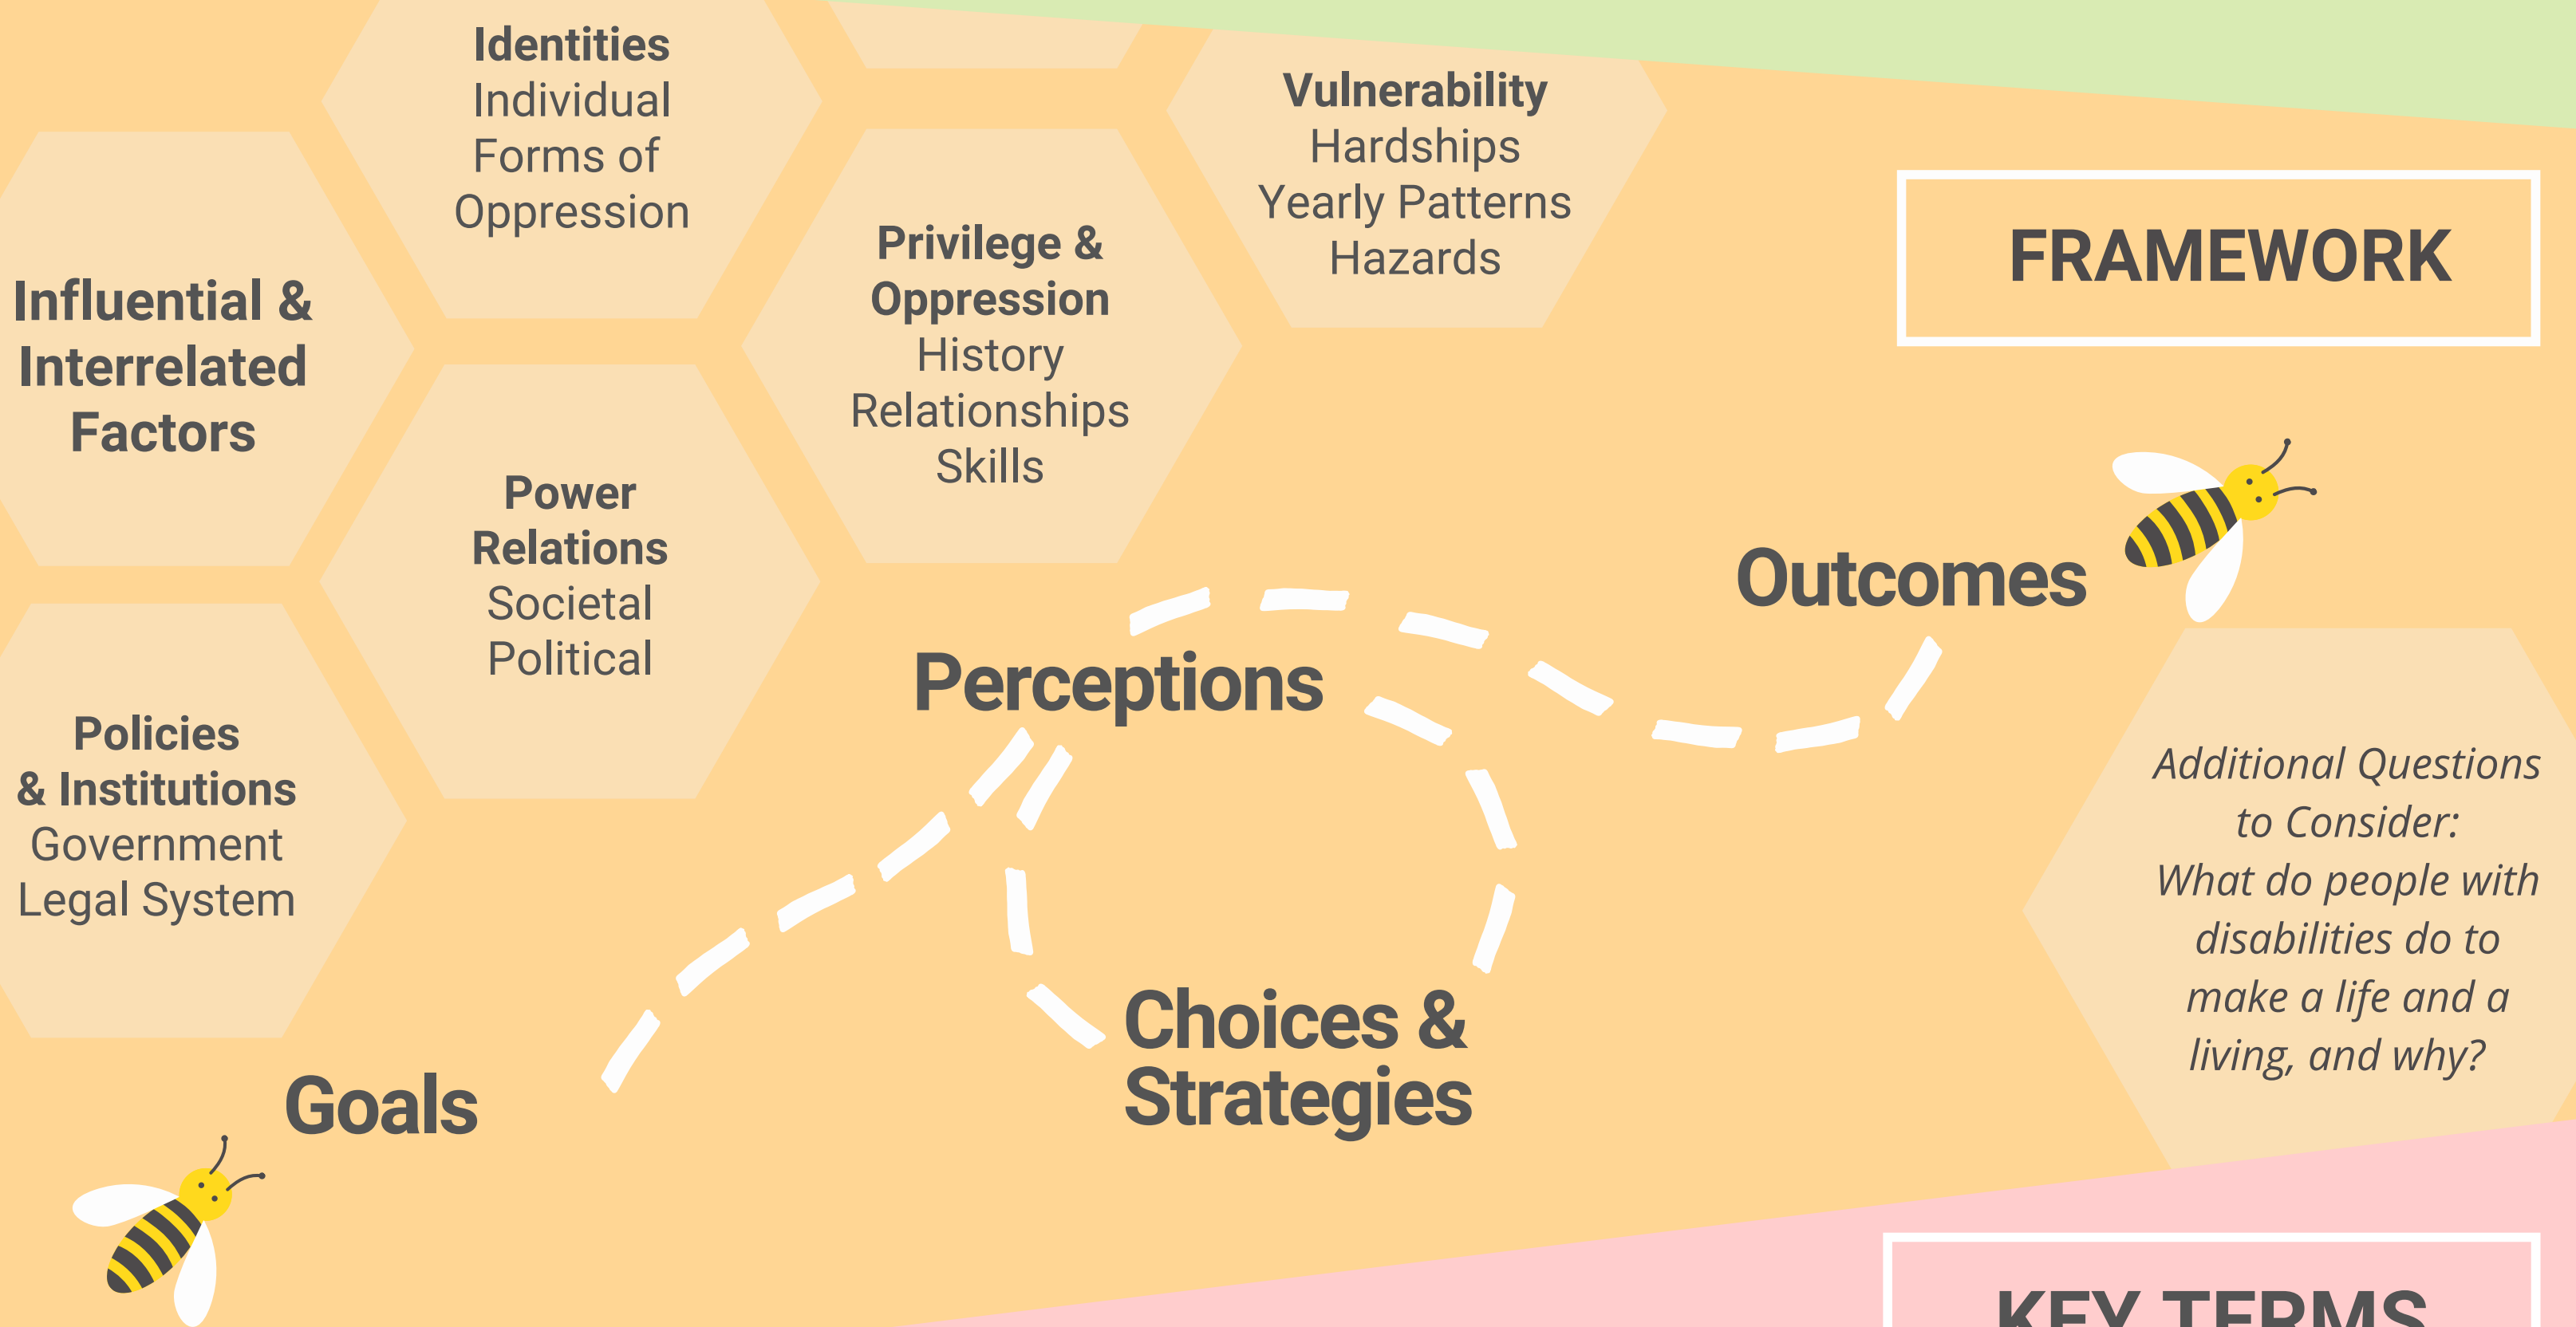 Identities
Individual
Forms of
Oppression
Vulnerability
Hardships
Yearly Patterns
Hazards
FRAMEWORK
Influential &
Interrelated
Factors
Privilege &
Oppression
History
Relationships
Skills
Power
Relations
Societal
Political
Policies
& Institutions
Government
Legal System
Goals
Perceptions
Choices &
Strategies
Outcomes
Additional Questions
to Consider:
What do people with
disabilities do to
make a life and a
living, and why?
KEY TERMS